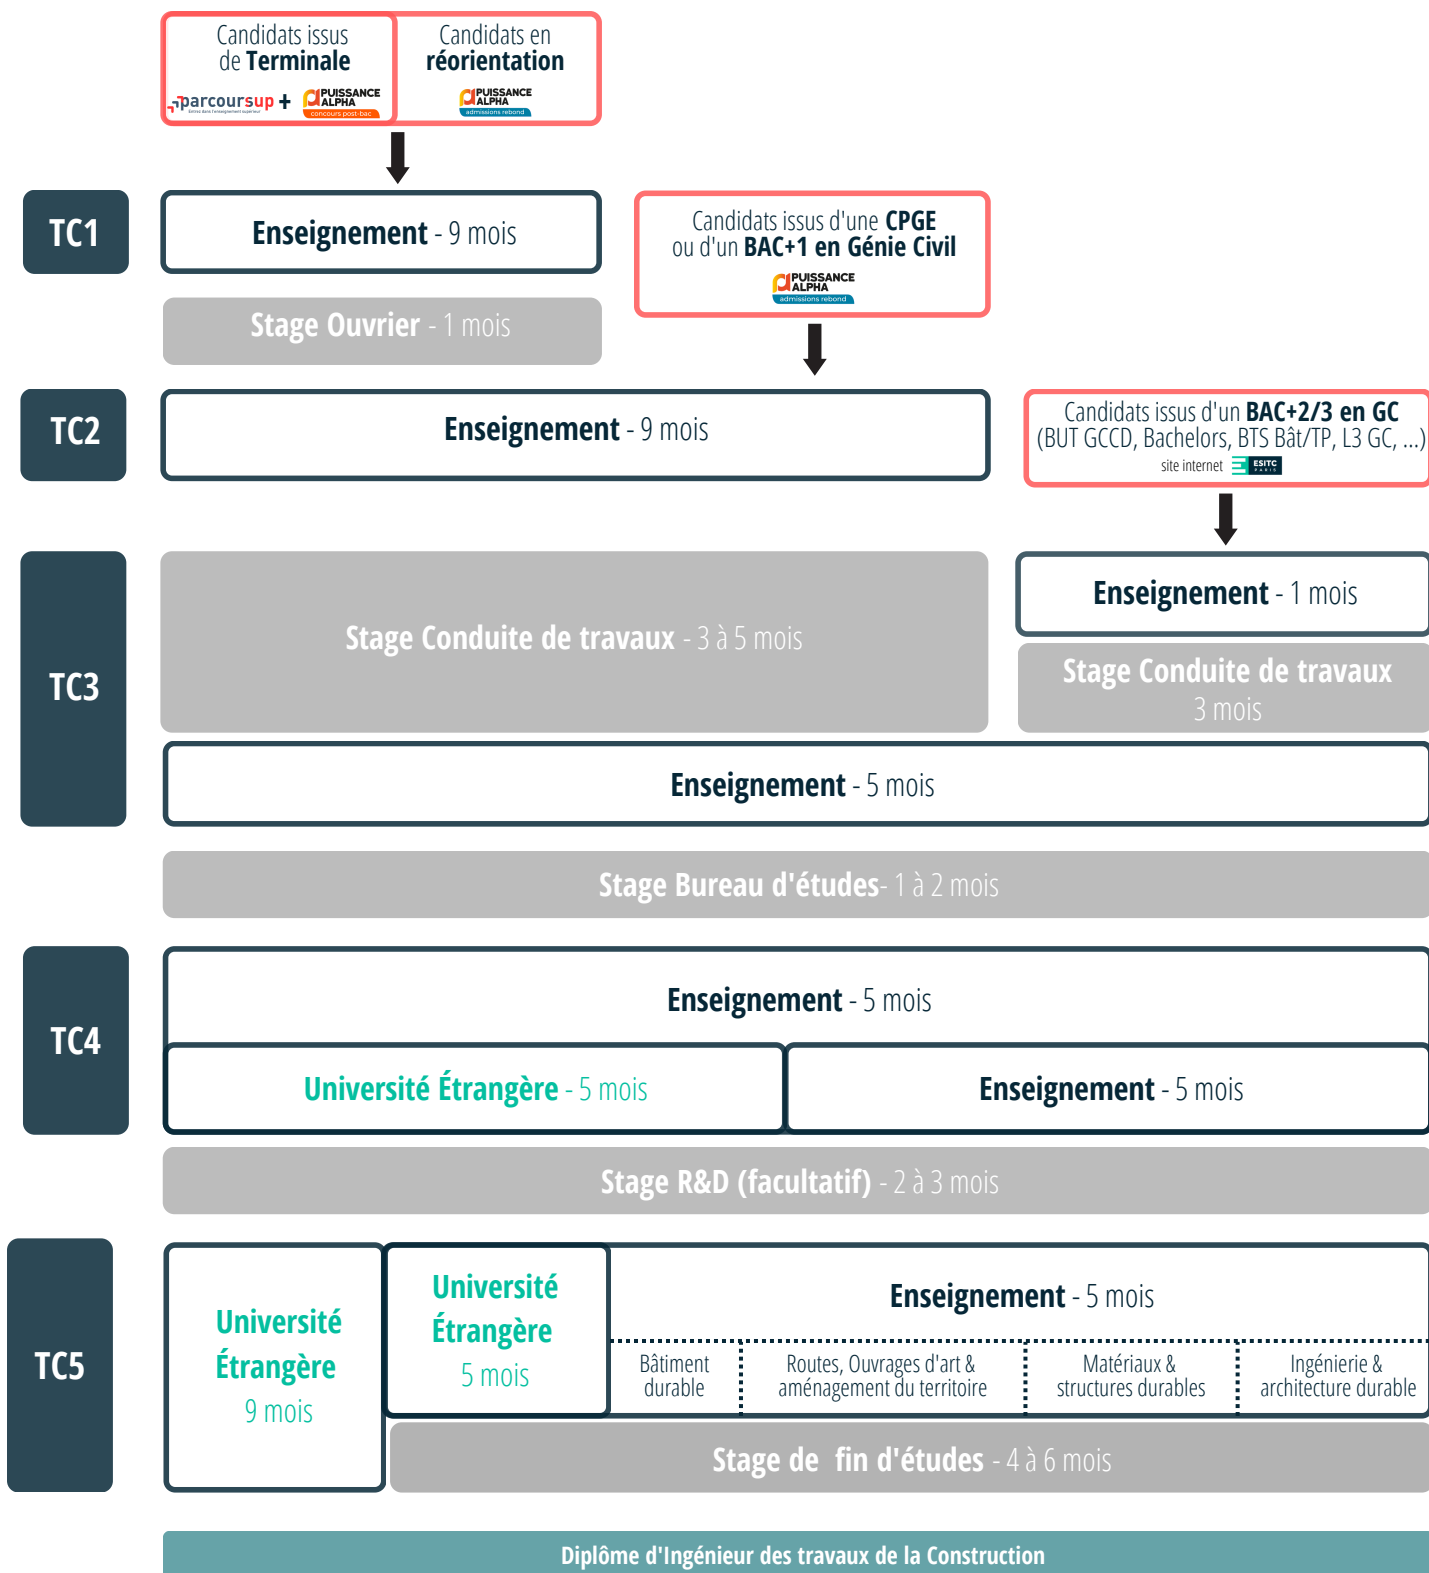 Candidats issus
de Terminale
parcoursup + PUISSANCE
ALPHA
Entrez dans l'enseignement supérieur
concours post-bac
Candidats en
réorientation
PUISSANCE
ALPHA
admissions rebond
TC1
Enseignement - 9 mois
Stage Ouvrier - 1 mois
Candidats issus d'une CPGE
ou d'un BAC+1 en Génie Civil
PUISSANCE
ALPHA
admissions rebond
TC2
Enseignement - 9 mois
Candidats issus d'un BAC+2/3 en GC
(BUT GCCD, Bachelors, BTS Bât/TP, L3 GC, ...)
site internet ESITC
PARIS
TC3
Stage Conduite de travaux - 3 à 5 mois
Enseignement - 1 mois
Stage Conduite de travaux
3 mois
Enseignement - 5 mois
Stage Bureau d'études- 1 à 2 mois
TC4
Enseignement - 5 mois
Université Étrangère - 5 mois
Enseignement - 5 mois
Stage R&D (facultatif) - 2 à 3 mois
TC5
Université
Étrangère
9 mois
Université
Étrangère
5 mois
Enseignement - 5 mois
Bâtiment
durable
Routes, Ouvrages d'art &
aménagement du territoire
Matériaux &
structures durables
Ingénierie &
architecture durable
Stage de fin d'études - 4 à 6 mois
Diplôme d'Ingénieur des travaux de la Construction